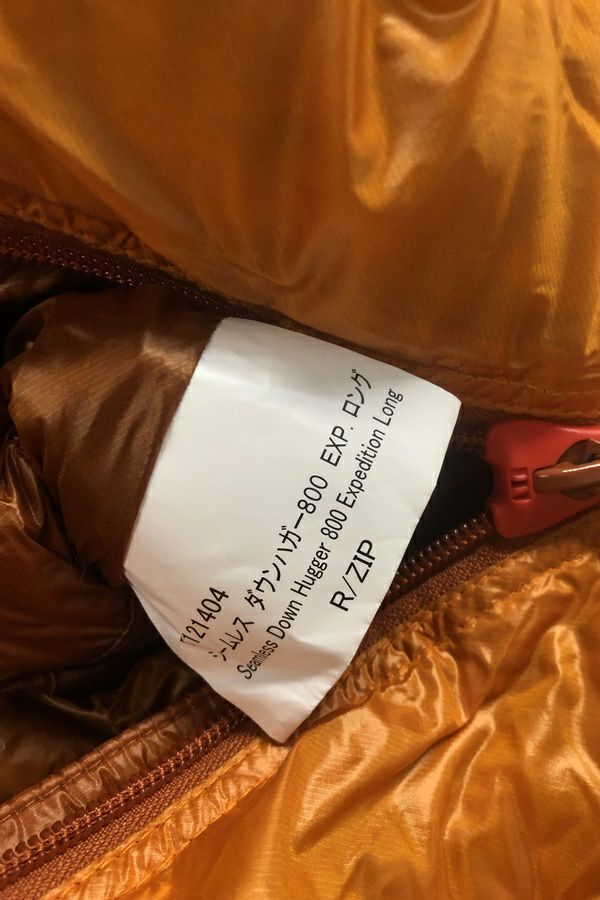 1121404
シームレス ダウンハガー800 EXP. ロング
Seamless Down Hugger 800 Expedition Long
R/ZIP